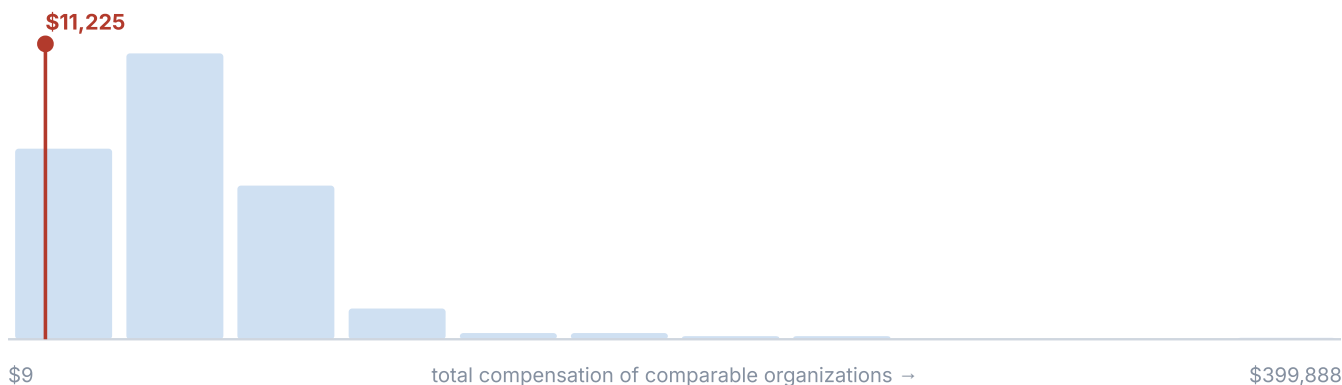 $11,225
$9
total compensation of comparable organizations →
$399,888